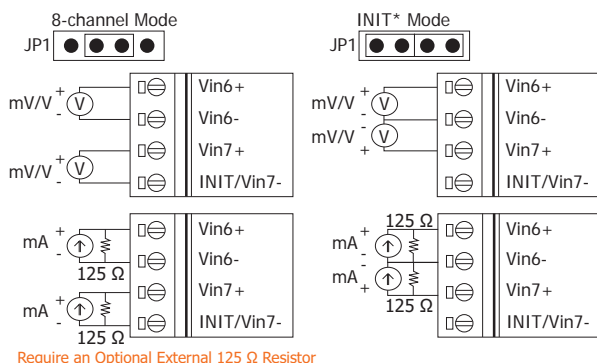 8-channel Mode
JP1
mV/V + - V
mV/V + - V
Vin6+
Vin6-
Vin7+
INIT/Vin7-
mA + -
125 Ω
mA + -
125 Ω
Vin6+
Vin6-
Vin7+
INIT/Vin7-
Require an Optional External 125 Ω Resistor
INIT* Mode
JP1
mV/V + - V
mV/V - + V
Vin6+
Vin6-
Vin7+
INIT/Vin7-
125 Ω
mA + -
mA - +
125 Ω
Vin6+
Vin6-
Vin7+
INIT/Vin7-